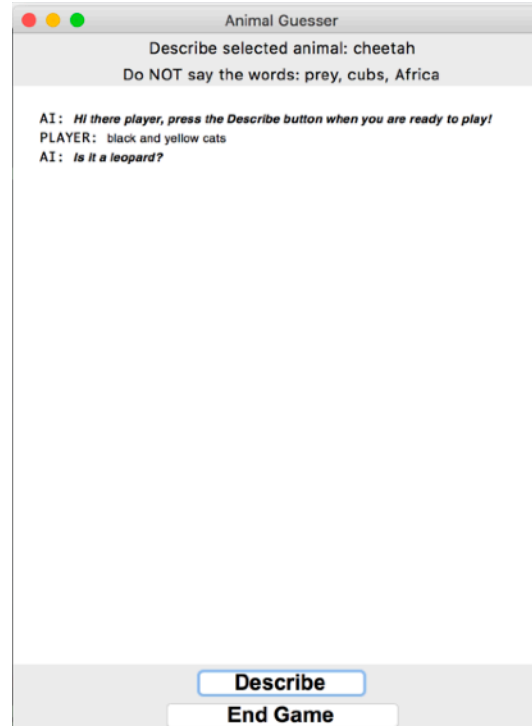 Animal Guesser
Describe selected animal: cheetah
Do NOT say the words: prey, cubs, Africa
AI: Hi there player, press the Describe button when you are ready to play!
PLAYER: black and yellow cats
AI: Is it a leopard?
Describe
End Game